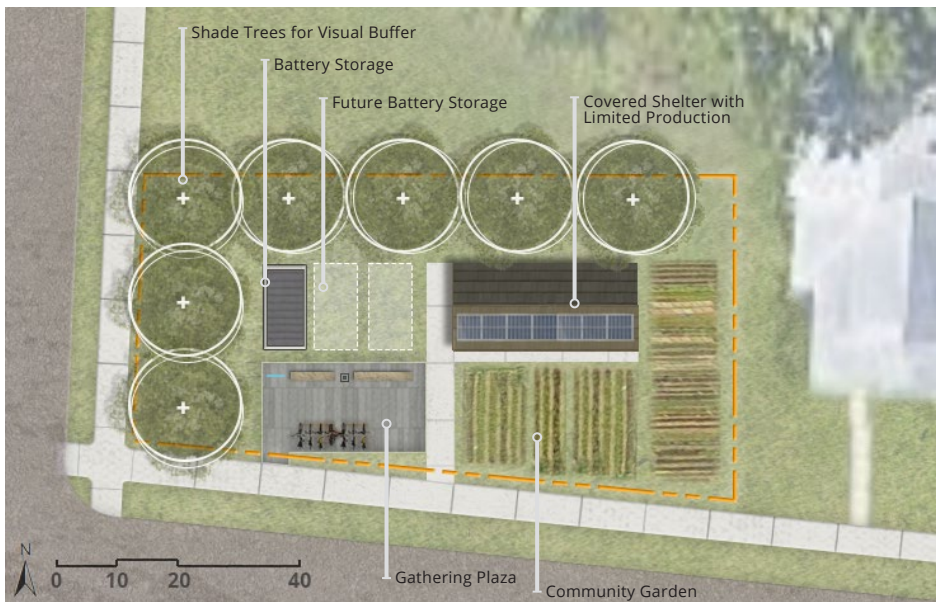 Shade Trees for Visual Buffer
Battery Storage
Future Battery Storage
Covered Shelter with
Limited Production
N
0 10 20 40
Gathering Plaza
Community Garden